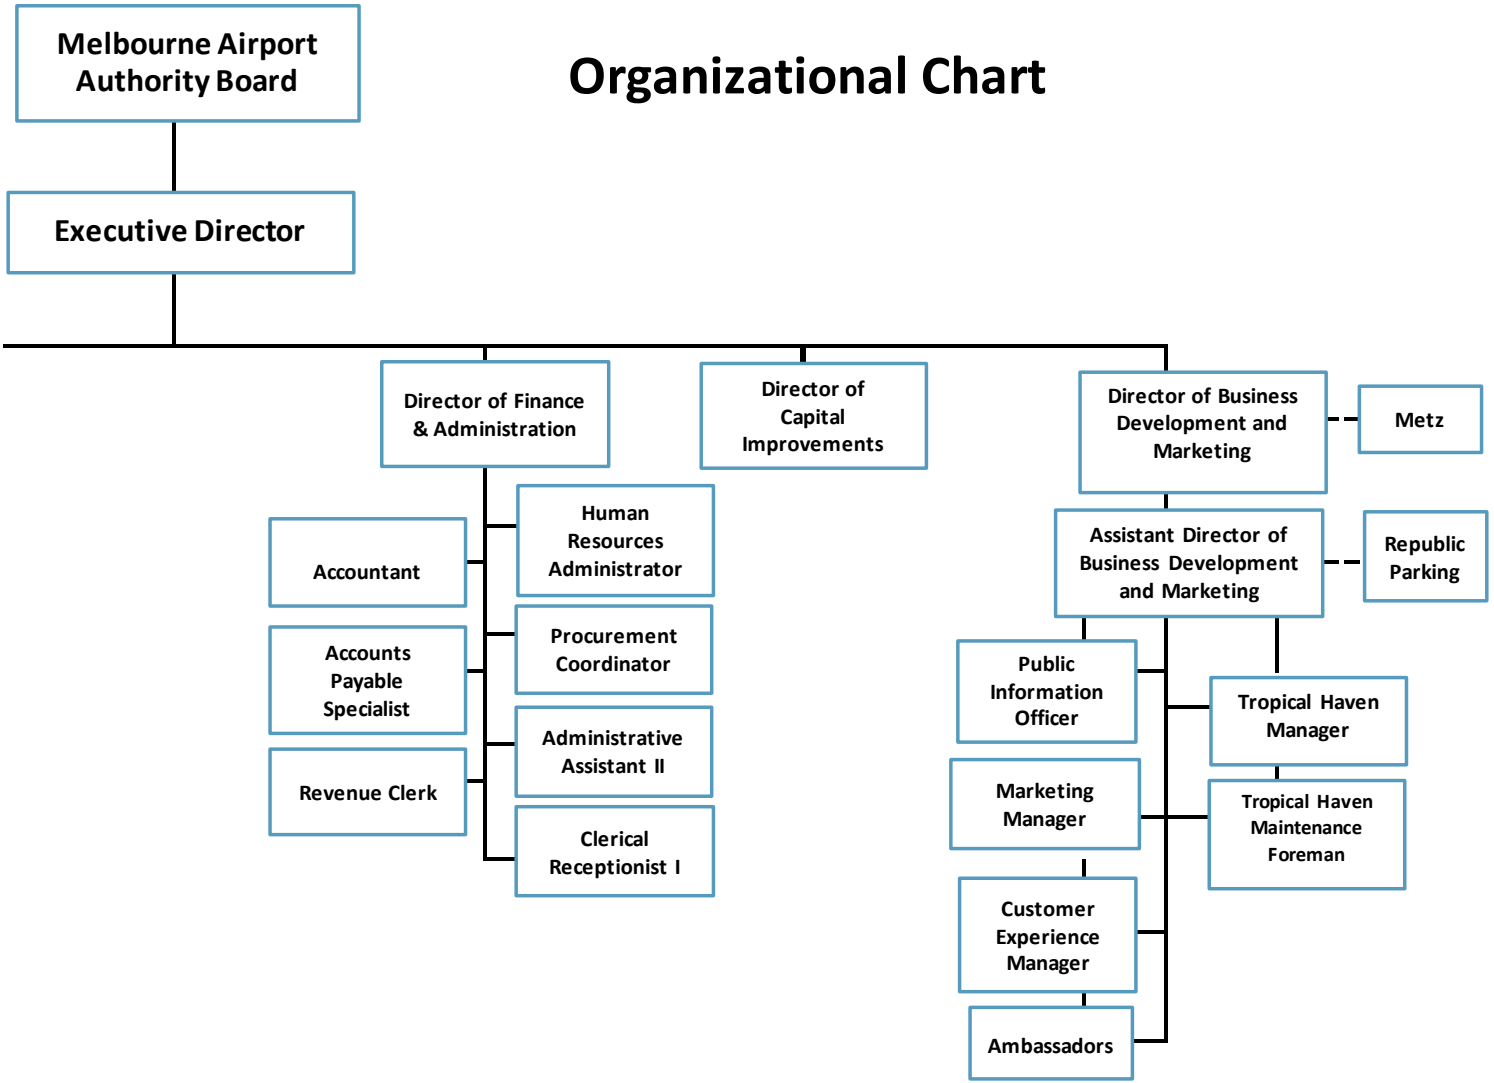 Melbourne Airport
Authority Board
Organizational Chart
Executive Director
Director of Finance
& Administration
Director of
Capital
Improvements
Director of Business
Development and
Marketing
Metz
Human
Resources
Administrator
Accountant
Assistant Director of
Business Development
and Marketing
Republic
Parking
Procurement
Coordinator
Accounts
Payable
Specialist
Public
Information
Officer
Tropical Haven
Manager
Administrative
Assistant II
Revenue Clerk
Marketing
Manager
Tropical Haven
Maintenance
Foreman
Clerical
Receptionist I
Customer
Experience
Manager
Ambassadors